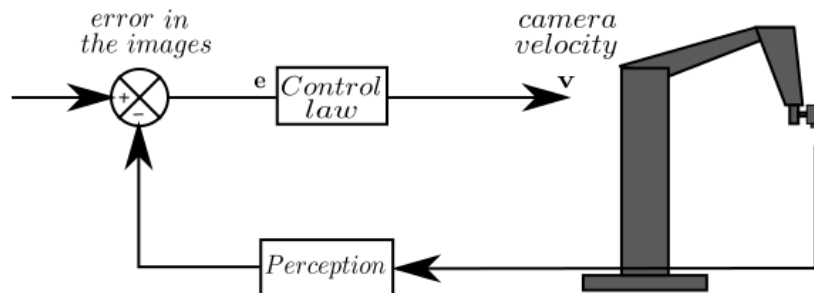 error in
the images
camera
velocity
+
−
e
Control
law
v
Perception